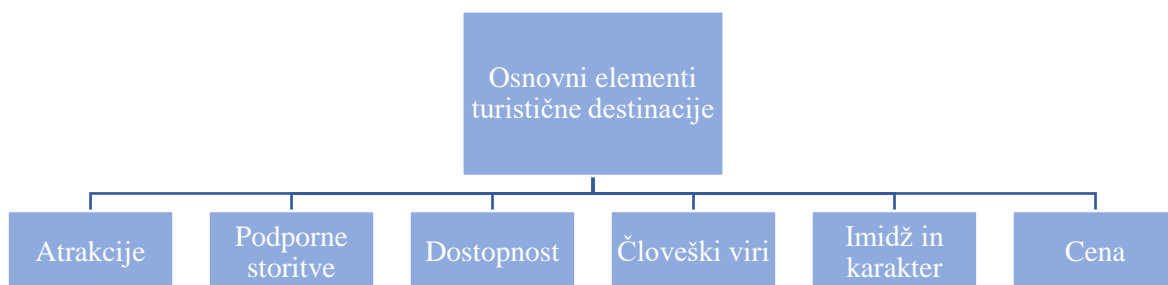 Osnovni elementi
turistične destinacije
Atrakcije
Podporne
storitve
Dostopnost
Človeški viri
Imidž in
karakter
Cena